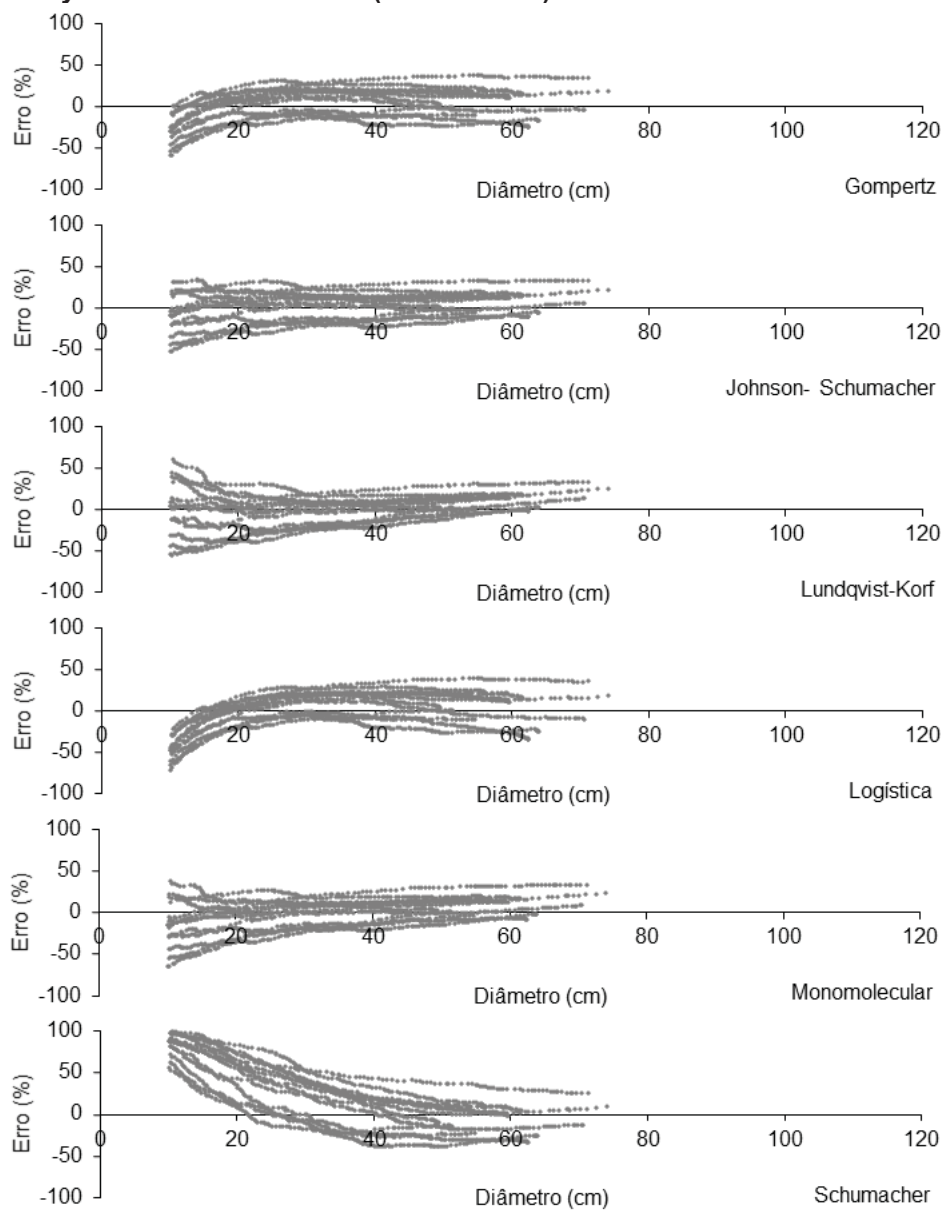 100
50
0
-50
-100
Erro (%)
0 20 40 60 80 100 120
Diâmetro (cm)
Gompertz
100
50
0
-50
-100
Erro (%)
0 20 40 60 80 100 120
Diâmetro (cm)
Johnson- Schumacher
100
50
0
-50
-100
Erro (%)
0 20 40 60 80 100 120
Diâmetro (cm)
Lundqvist-Korf
100
50
0
-50
-100
Erro (%)
0 20 40 60 80 100 120
Diâmetro (cm)
Logística
100
50
0
-50
-100
Erro (%)
0 20 40 60 80 100 120
Diâmetro (cm)
Monomolecular
100
50
0
-50
-100
Erro (%)
0 20 40 60 80 100 120
Diâmetro (cm)
Schumacher